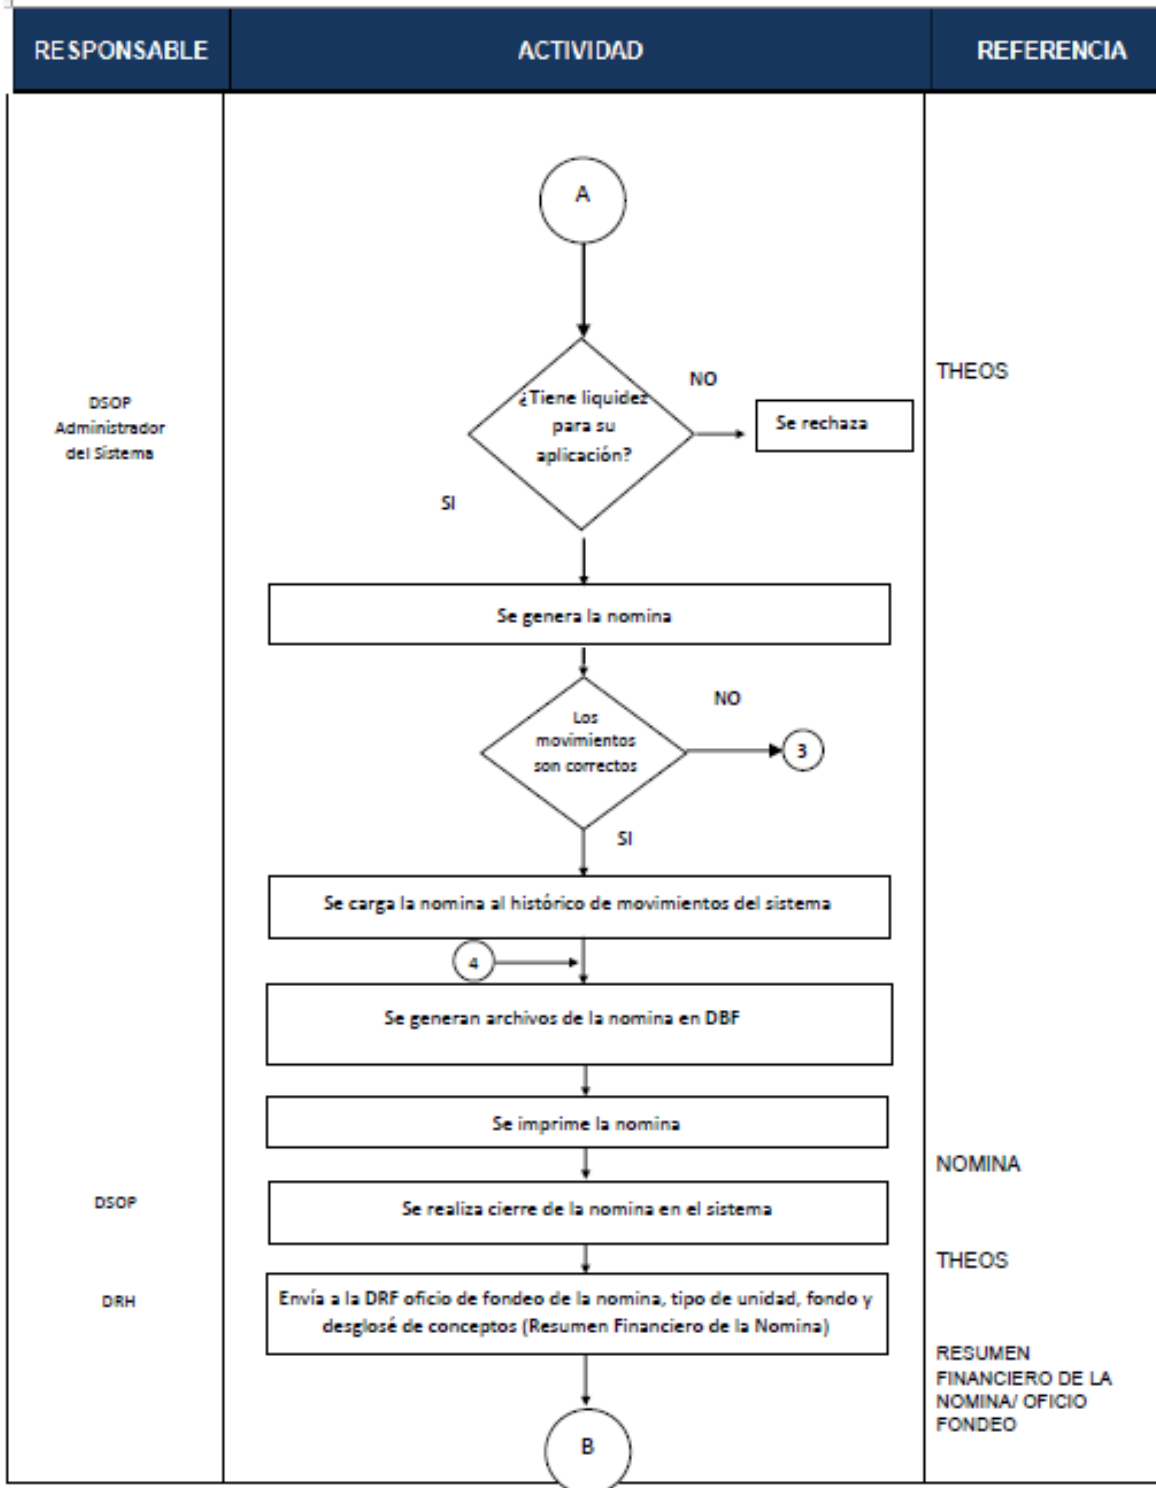 RESPONSABLE
ACTIVIDAD
REFERENCIA
A
DSOP
Administrador
del Sistema
¿Tiene liquidez
para su
aplicación?
NO
Se rechaza
THEOS
SI
Se genera la nomina
Los
movimientos
son correctos
NO
3
SI
Se carga la nomina al histórico de movimientos del sistema
4
Se generan archivos de la nomina en DBF
Se imprime la nomina
NOMINA
DSOP
Se realiza cierre de la nomina en el sistema
THEOS
DRH
Envía a la DRF oficio de fondeo de la nomina, tipo de unidad, fondo y
desglosé de conceptos (Resumen Financiero de la Nomina)
RESUMEN
FINANCIERO DE LA
NOMINA/ OFICIO
FONDEO
B